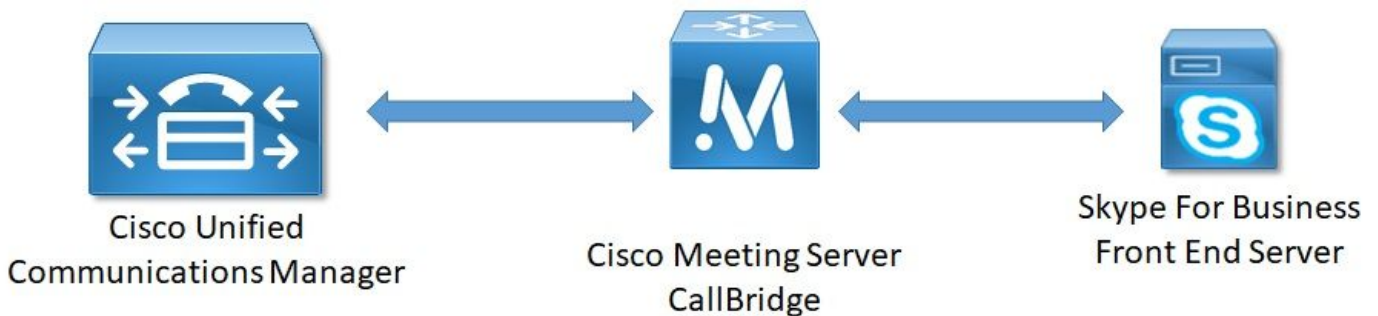 Cisco Unified
Communications Manager
Cisco Meeting Server
CallBridge
Skype For Business
Front End Server